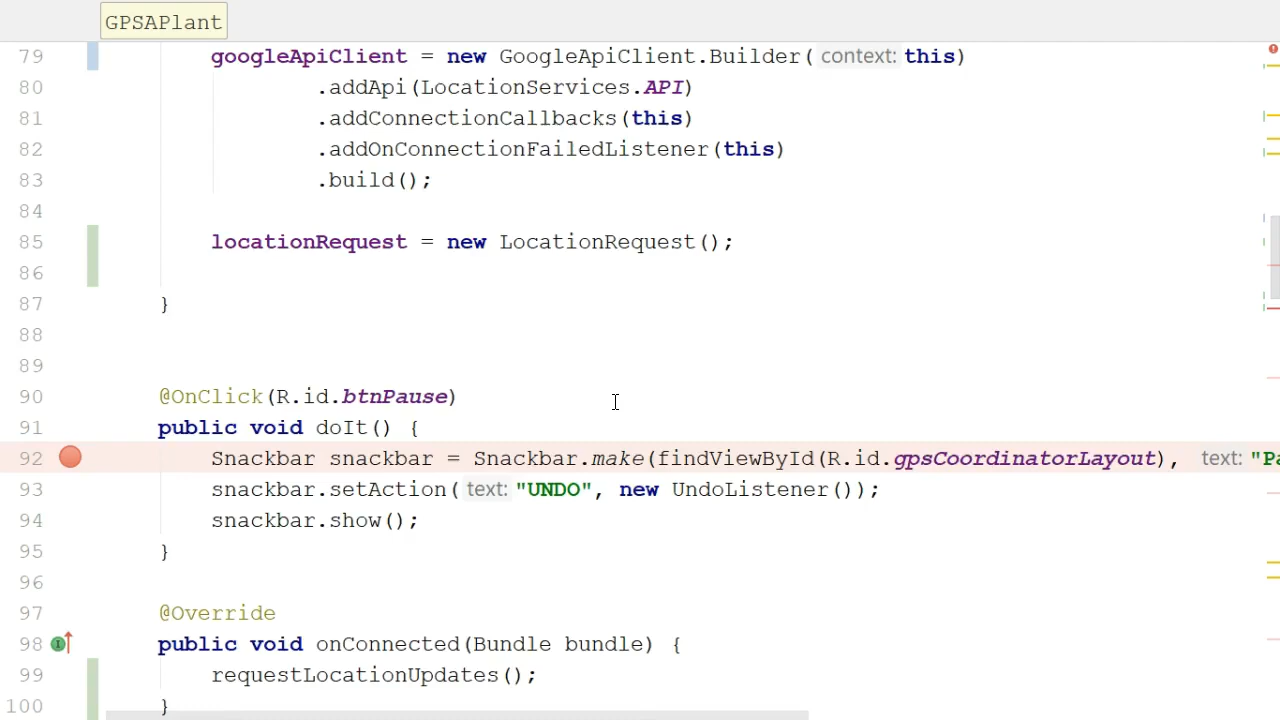 GPSAPlant
79 googleApiClient = new GoogleApiClient.Builder( context: this)
80 .addApi(LocationServices.API)
81 .addConnectionCallbacks(this)
82 .addOnConnectionFailedListener(this)
83 .build();
84
85 locationRequest = new LocationRequest();
86
87 }
88
89
90 @OnClick(R.id.btnPause)
91 public void doIt() {
92 Snackbar snackbar = Snackbar.make(findViewById(R.id.gpsCoordinatorLayout), text: "Pa
93 snackbar.setAction( text: "UNDO", new UndoListener());
94 snackbar.show();
95 }
96
97 @Override
98 public void onConnected(Bundle bundle) {
99 requestLocationUpdates();
100 }